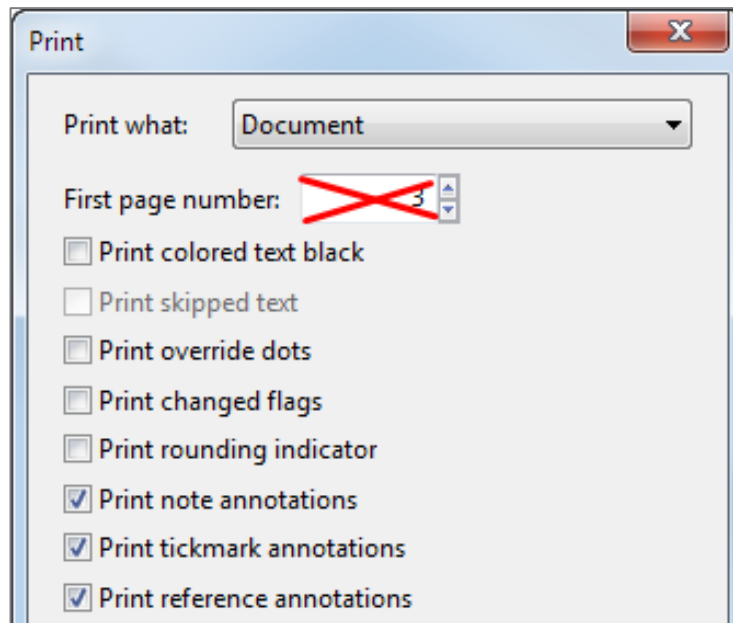 Print
Print what: Document
First page number: 3
Print colored text black
Print skipped text
Print override dots
Print changed flags
Print rounding indicator
Print note annotations
Print tickmark annotations
Print reference annotations